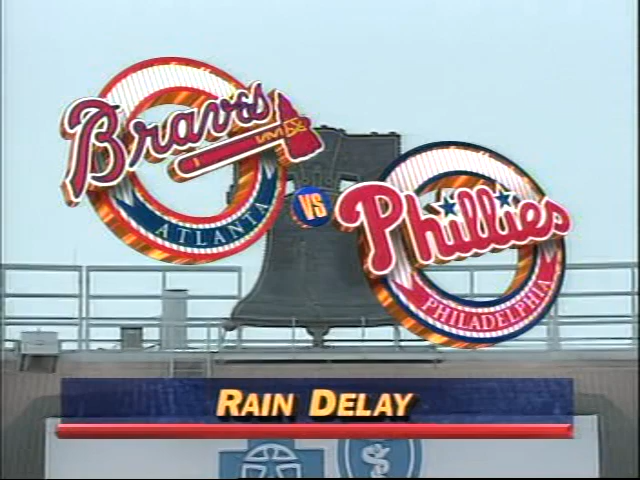 Braves
ATLANTA
VS
Phillies
PHILADELPHIA
RAIN DELAY